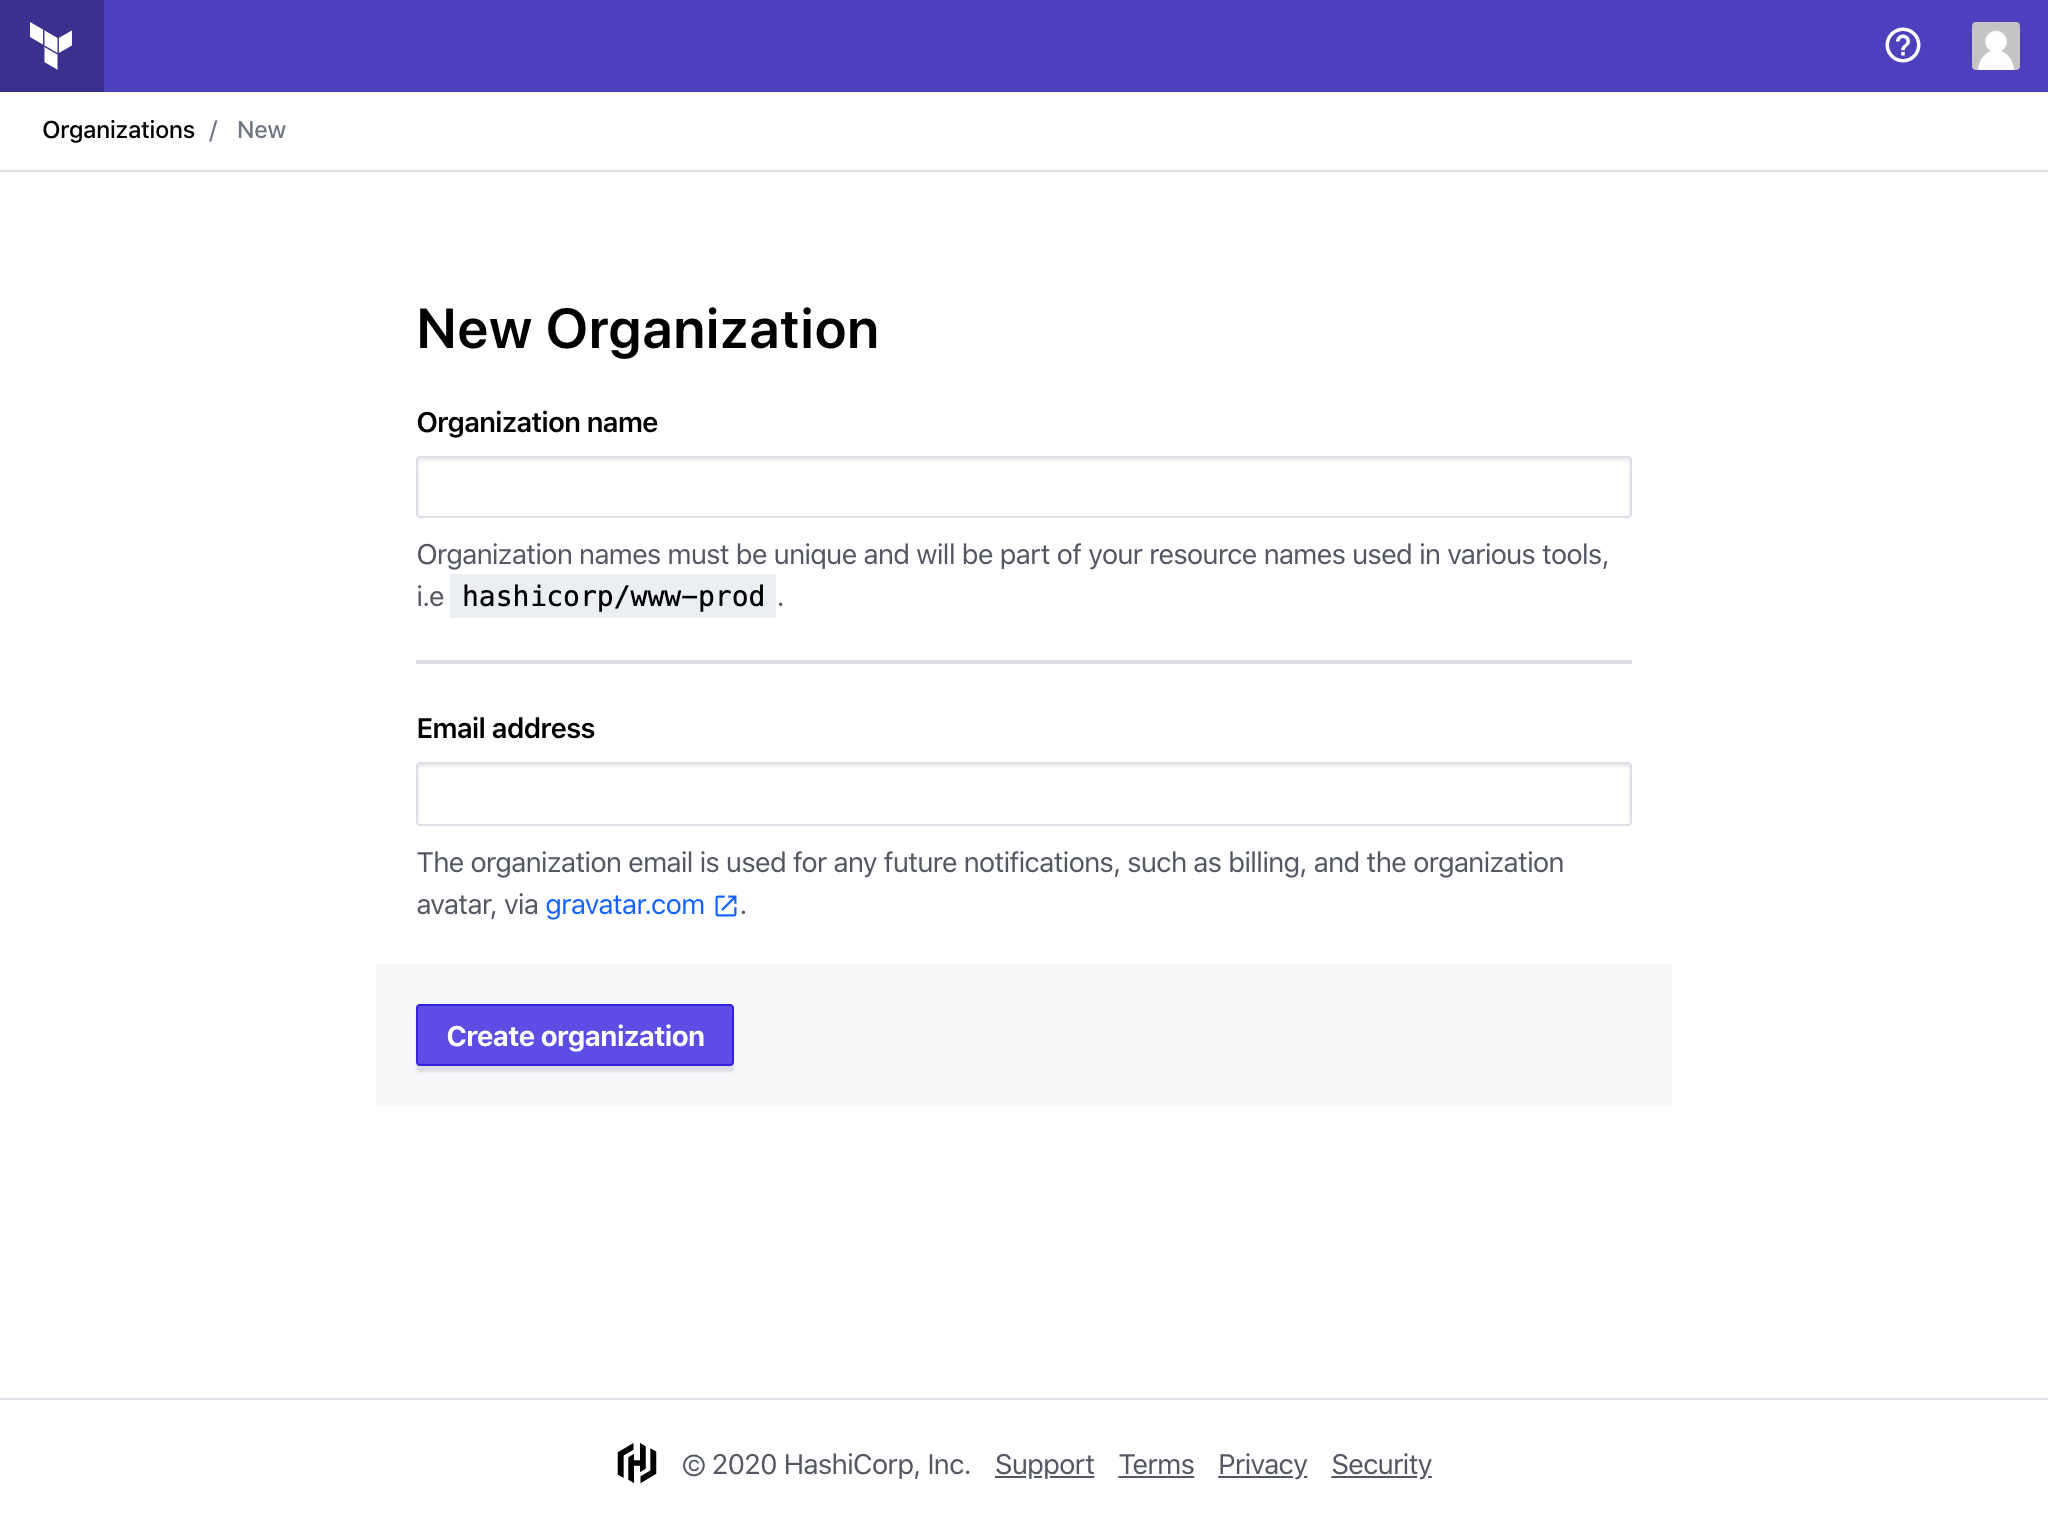 Organizations / New
New Organization
Organization name
Organization names must be unique and will be part of your resource names used in various tools,
i.e hashicorp/www-prod .
Email address
The organization email is used for any future notifications, such as billing, and the organization
avatar, via gravatar.com .
Create organization
© 2020 HashiCorp, Inc. Support Terms Privacy Security